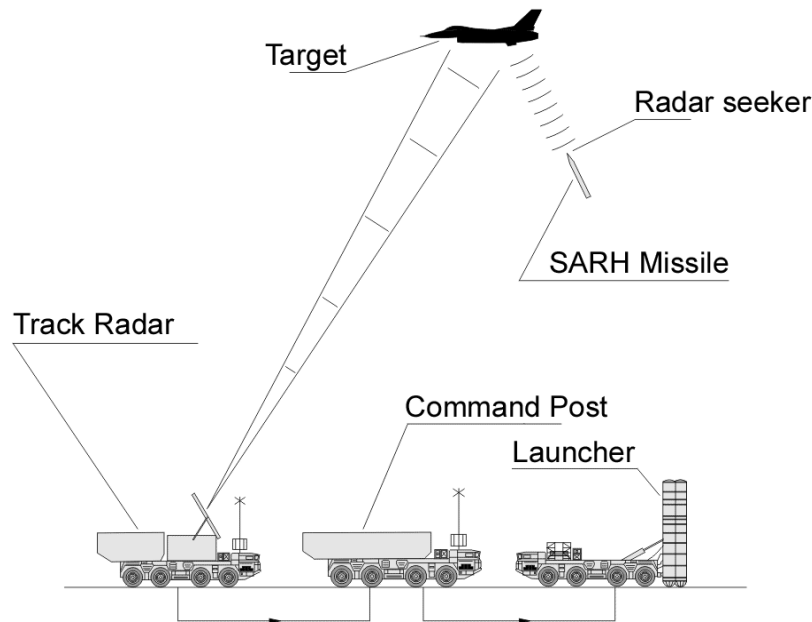 Target
Radar seeker
SARH Missile
Track Radar
Command Post
Launcher